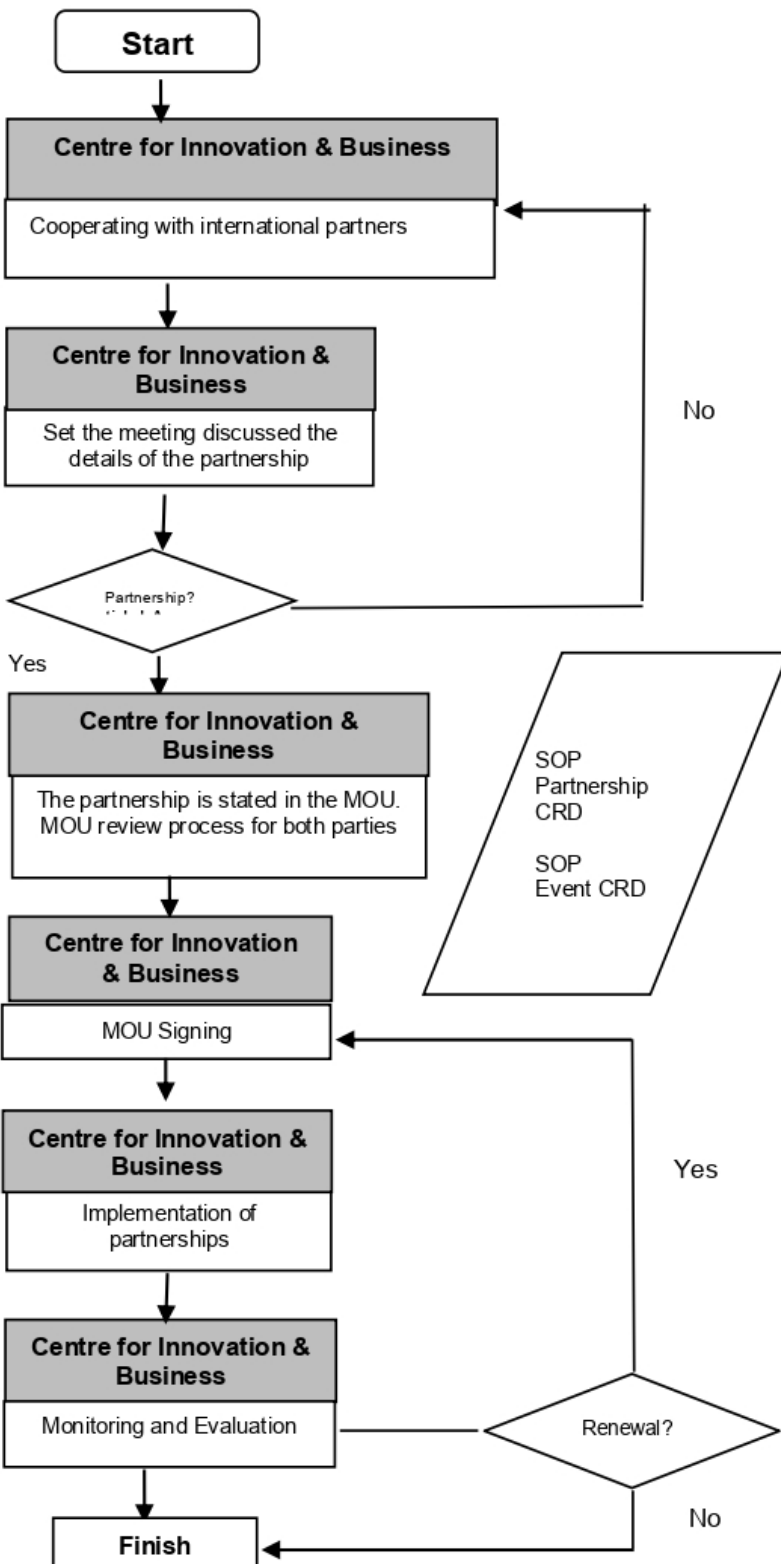 Start
Centre for Innovation & Business
Cooperating with international partners
Centre for Innovation &
Business
Set the meeting discussed the
details of the partnership
No
Partnership?
Yes
Centre for Innovation &
Business
The partnership is stated in the MOU.
MOU review process for both parties
SOP
Partnership
CRD
SOP
Event CRD
Centre for Innovation
& Business
MOU Signing
Centre for Innovation &
Business
Implementation of
partnerships
Yes
Centre for Innovation &
Business
Monitoring and Evaluation
Renewal?
No
Finish